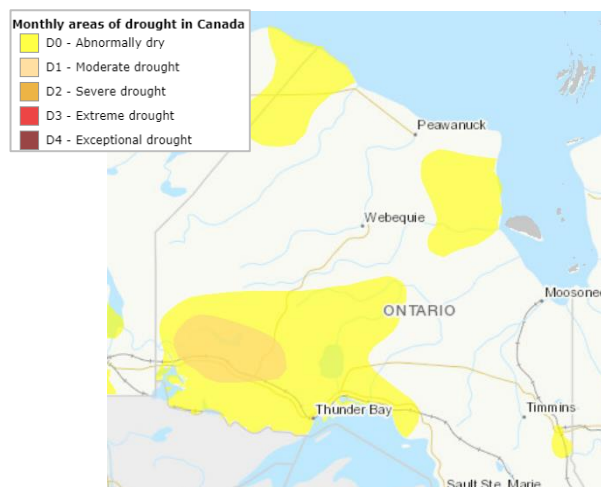 Monthly areas of drought in Canada
D0 - Abnormally dry
D1 - Moderate drought
D2 - Severe drought
D3 - Extreme drought
D4 - Exceptional drought
Peawanuck
Webequie
Moosonee
ONTARIO
Thunder Bay
Timmins
Sault Ste. Marie